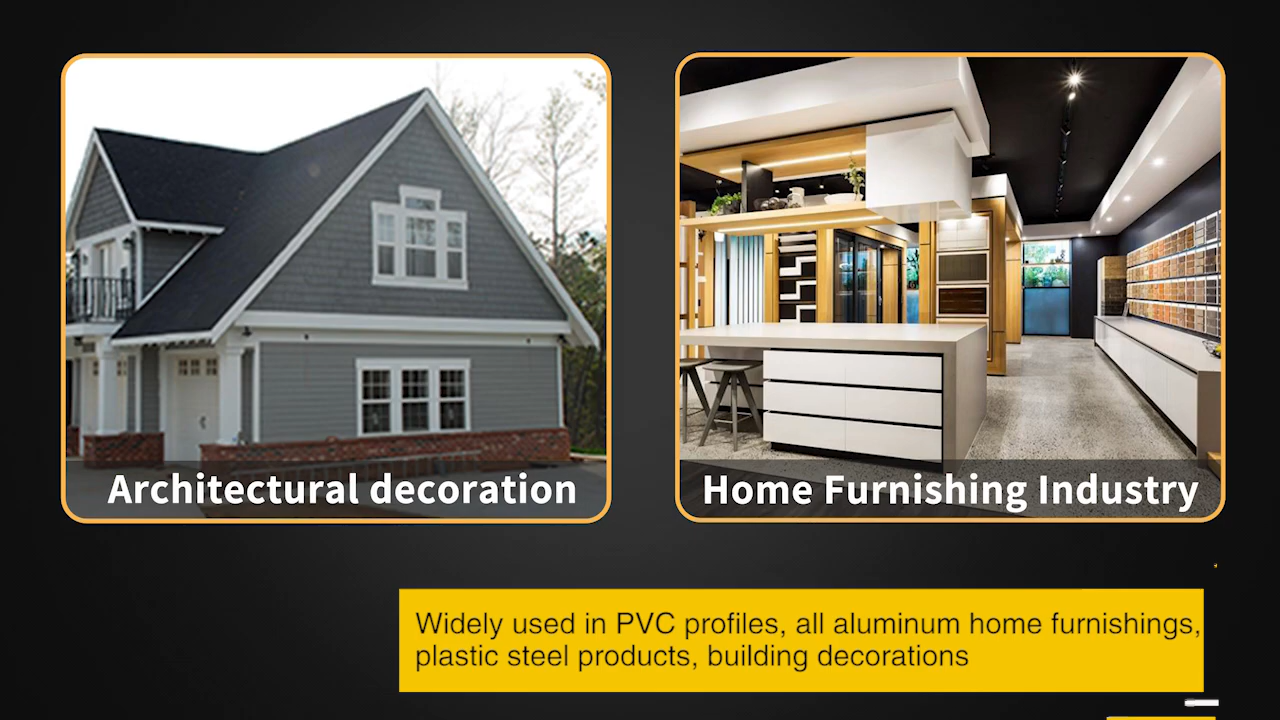 Architectural decoration
Home Furnishing Industry
Widely used in PVC profiles, all aluminum home furnishings,
plastic steel products, building decorations